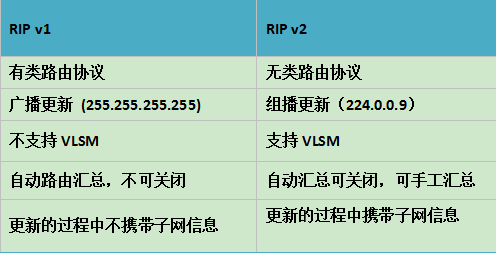 RIP v1 RIP v2
有类路由协议 无类路由协议
广播更新 (255.255.255.255) 组播更新（224.0.0.9）
不支持 VLSM 支持 VLSM
自动路由汇总，不可关闭 自动汇总可关闭，可手工汇总
更新的过程中不携带子网信息 更新的过程中携带子网信息